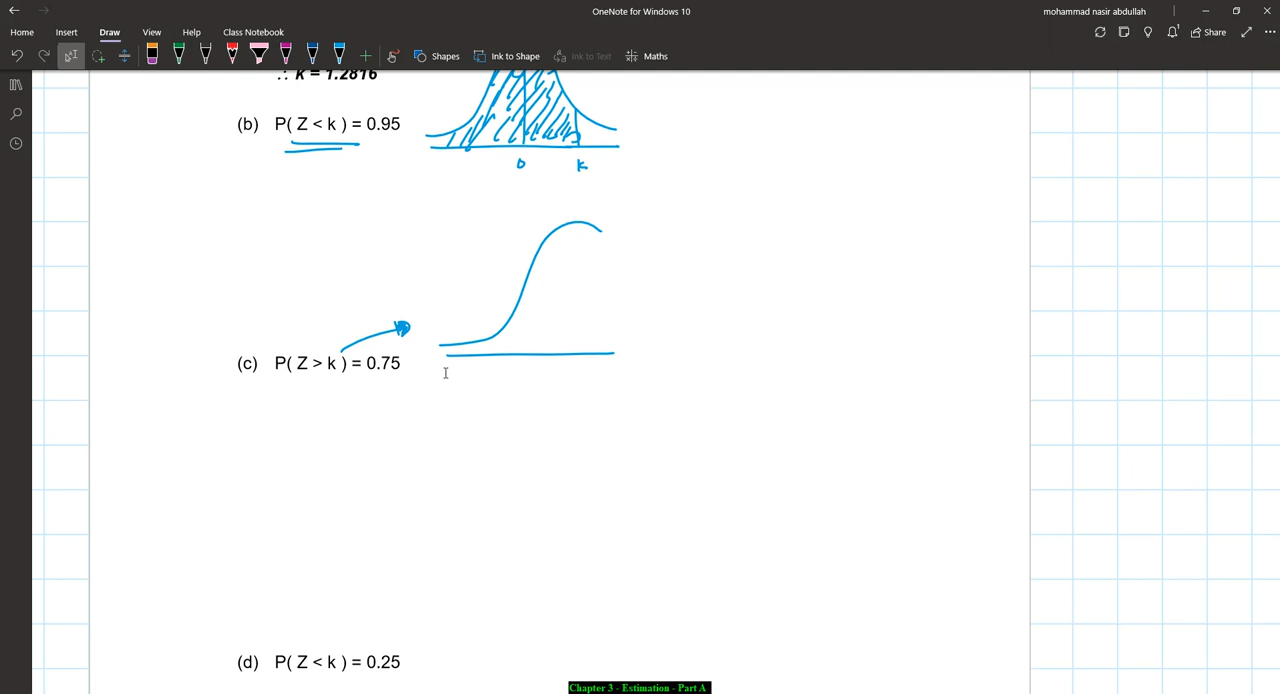 OneNote for Windows 10
mohammad nasir abdullah
Home Insert Draw View Help Class Notebook
Share
Shapes Ink to Shape Ink to Text Maths
∴ K = 1.2816
(b) P( Z < k ) = 0.95
0 k
(c) P( Z > k ) = 0.75
(d) P( Z < k ) = 0.25
Chapter 3 - Estimation - Part A